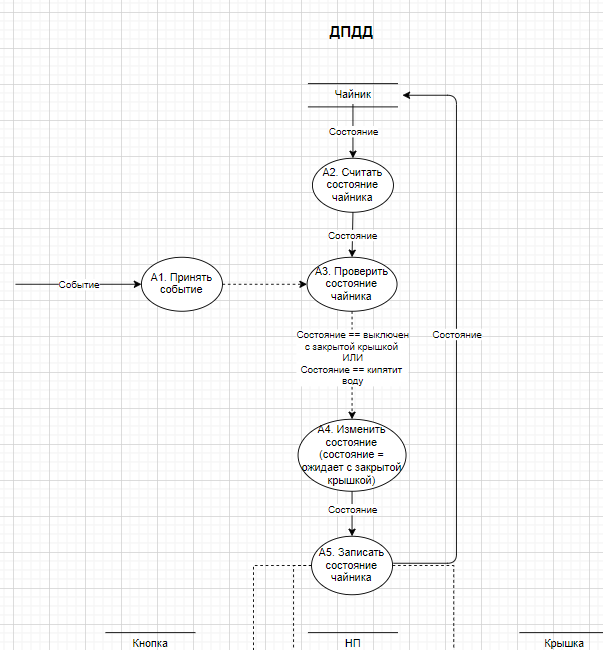 ДПДД
Чайник
Состояние
А2. Считать
состояние
чайника
Состояние
А1. Принять
событие
Событие
А3. Проверить
состояние
чайника
Состояние == выключен
с закрытой крышкой
ИЛИ
Состояние == кипятит
воду
Состояние
А4. Изменить
состояние
(состояние =
ожидает с закрытой
крышкой)
Состояние
А5. Записать
состояние
чайника
Кнопка
НП
Крышка